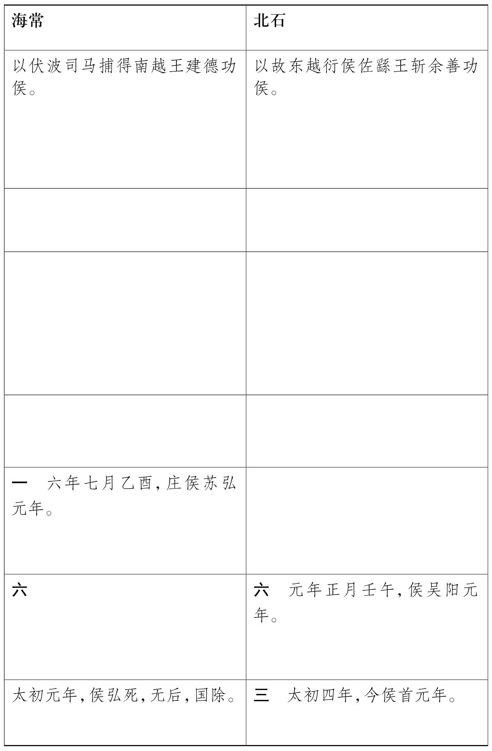 海常
北石
以伏波司马捕得南越王建德功
侯。
以故东越衍侯佐繇王斩余善功
侯。
一　六年七月乙酉，庄侯苏弘
元年。
六
六　元年正月壬午，侯吴阳元
年。
太初元年，侯弘死，无后，国除。
三　太初四年，今侯首元年。